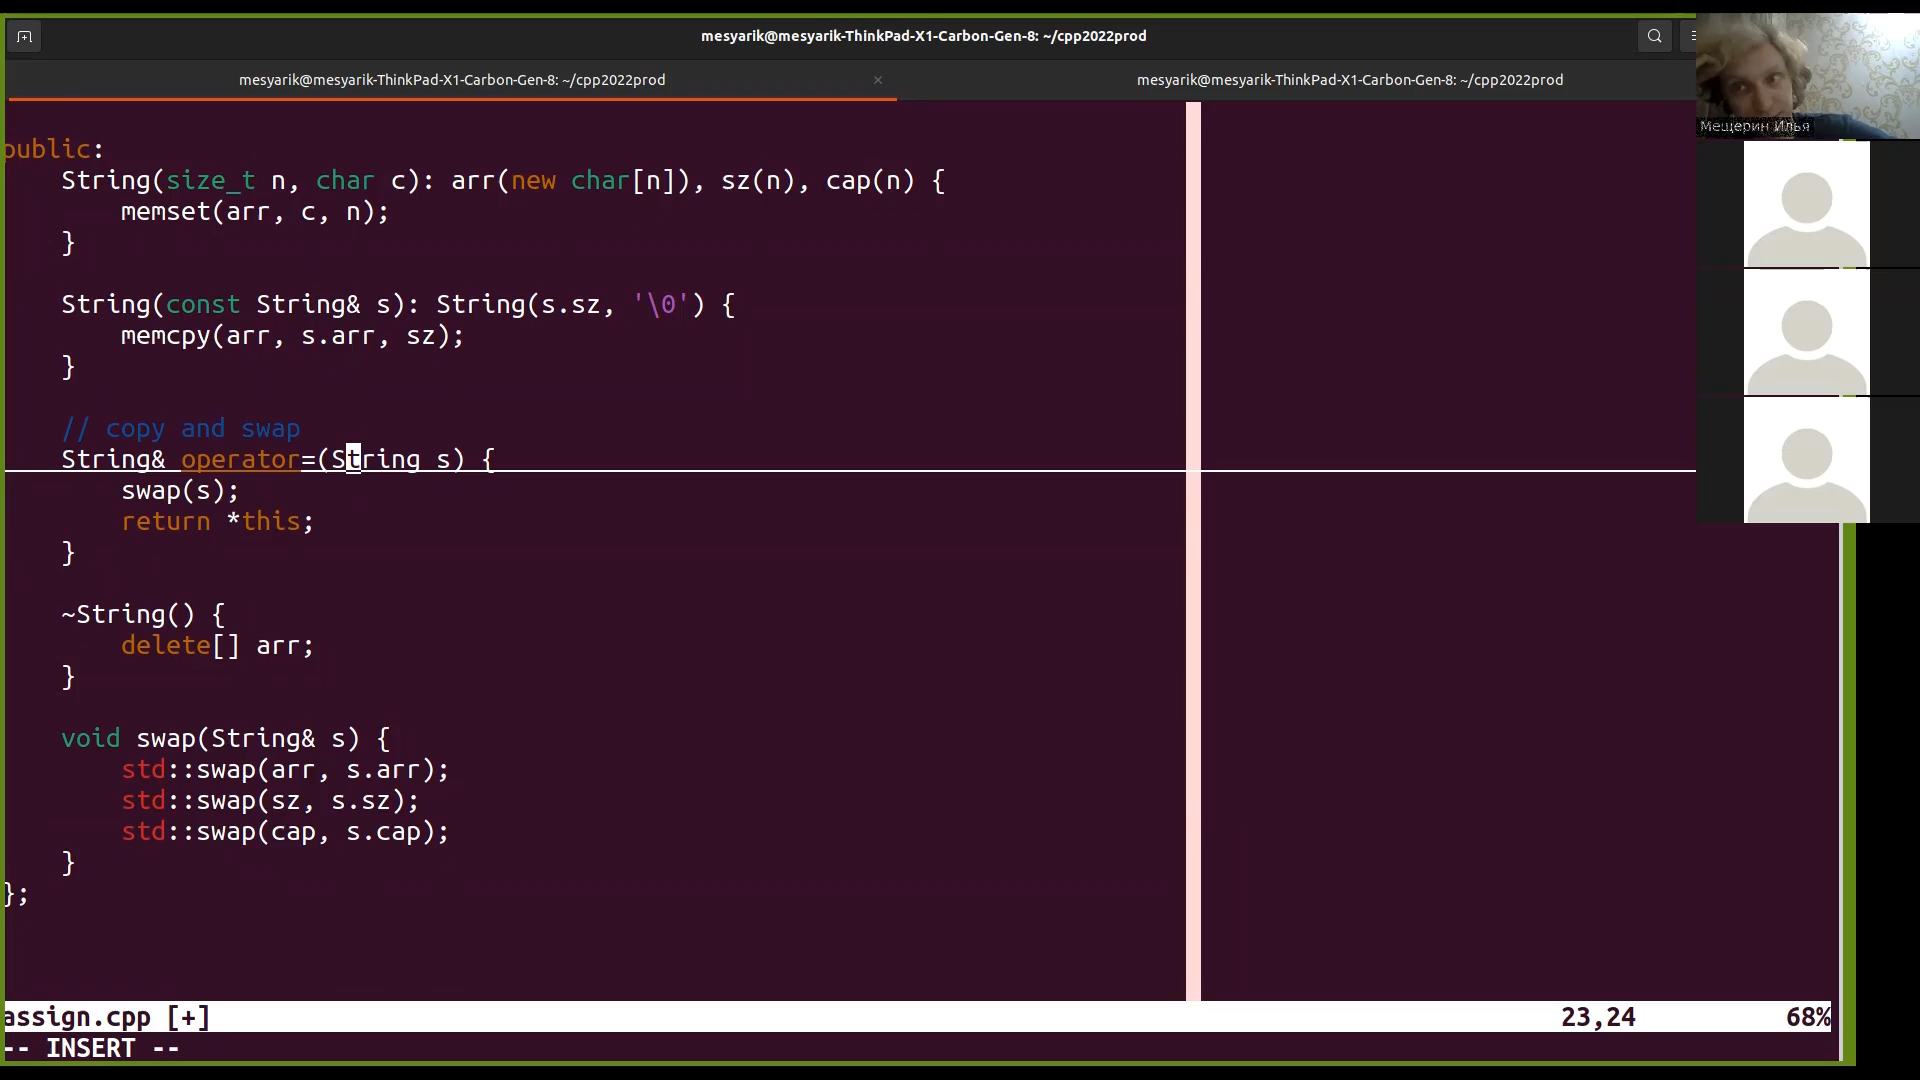 mesyarik@mesyarik-ThinkPad-X1-Carbon-Gen-8: ~/cpp2022prod
mesyarik@mesyarik-ThinkPad-X1-Carbon-Gen-8: ~/cpp2022prod
mesyarik@mesyarik-ThinkPad-X1-Carbon-Gen-8: ~/cpp2022prod
Мещерин Илья
public:
    String(size_t n, char c): arr(new char[n]), sz(n), cap(n) {
        memset(arr, c, n);
    }
    String(const String& s): String(s.sz, '\0') {
        memcpy(arr, s.arr, sz);
    }
    // copy and swap
    String& operator=(String s) {
        swap(s);
        return *this;
    }
    ~String() {
        delete[] arr;
    }
    void swap(String& s) {
        std::swap(arr, s.arr);
        std::swap(sz, s.sz);
        std::swap(cap, s.cap);
    }
};
assign.cpp [+] 23,24 68%
-- INSERT --